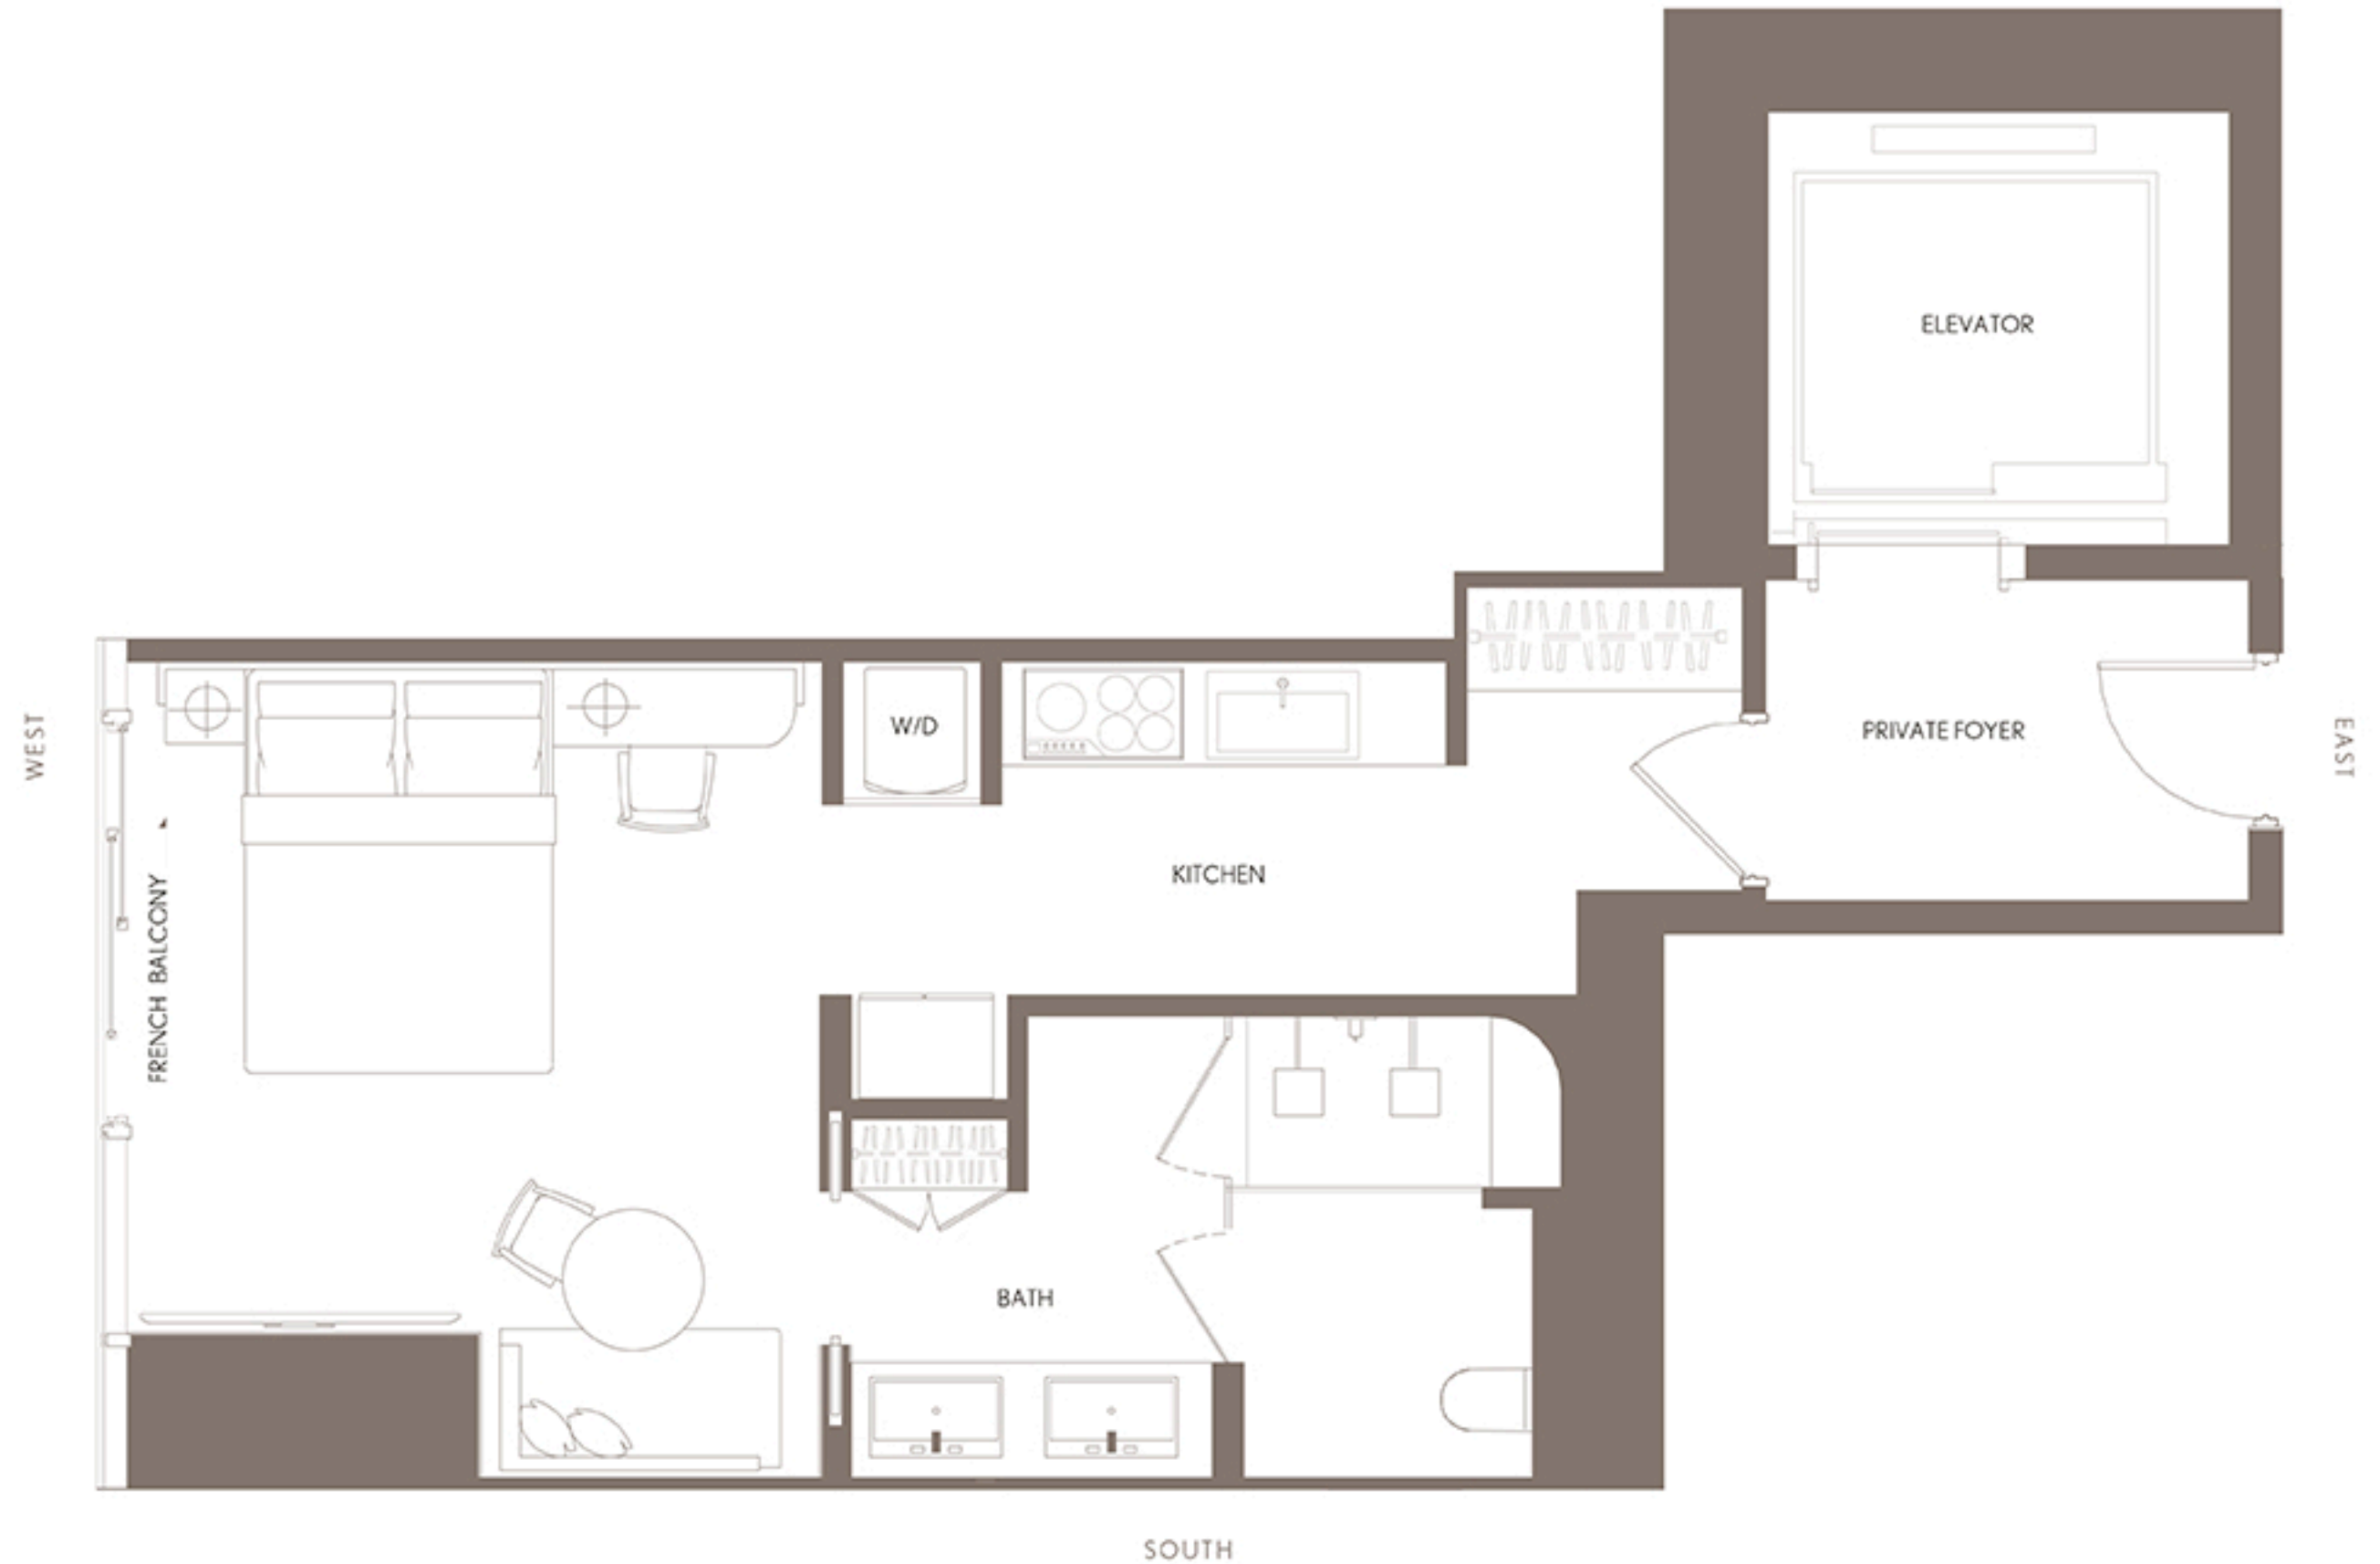 ELEVATOR
WEST
W/D
PRIVATE FOYER
EAST
KITCHEN
FRENCH BALCONY
BATH
SOUTH